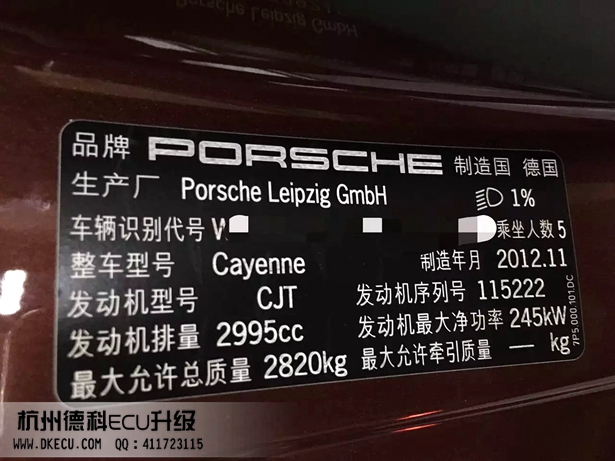 Porsche Leipzig GmbH
品牌 PORSCHE 制造国 德国
生产厂 Porsche Leipzig GmbH 1%
车辆识别代号 W 乘坐人数 5
整车型号 Cayenne 制造年月 2012.11
发动机型号 CJT 发动机序列号 115222
发动机排量 2995cc 发动机最大净功率 245kW
最大允许总质量 2820kg 最大允许牵引质量 — kg
7P5.000.101.DC
杭州德科ECU升级
WWW.DKECU.COM QQ:411723115